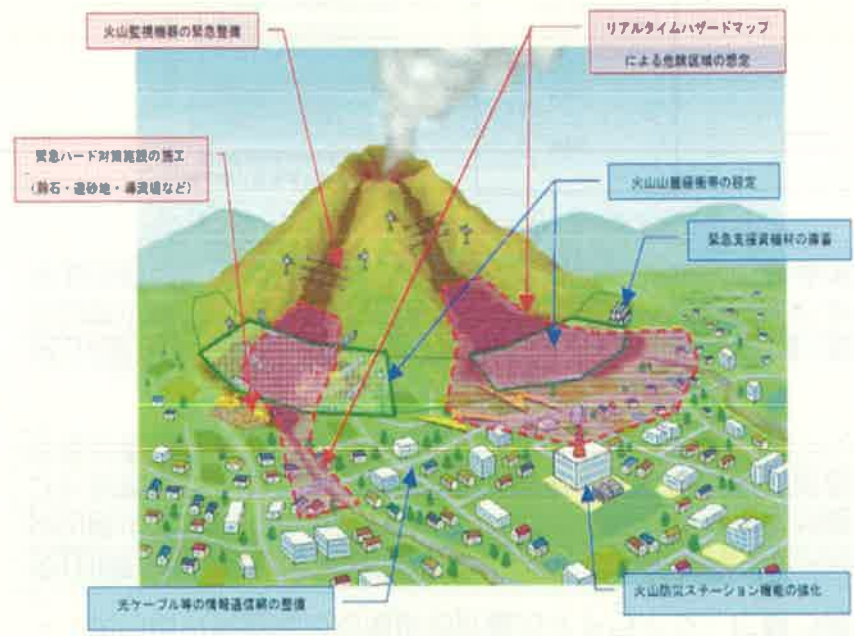 火山監視機器の緊急整備
リアルタイムハザードマップ
による危険区域の想定
緊急ハード対策施設の施工
(除石・遊砂地・導流堤など)
火山山麓緩衝帯の設定
緊急支援資機材の備蓄
光ケーブル等の情報通信網の整備
火山防災ステーション機能の強化